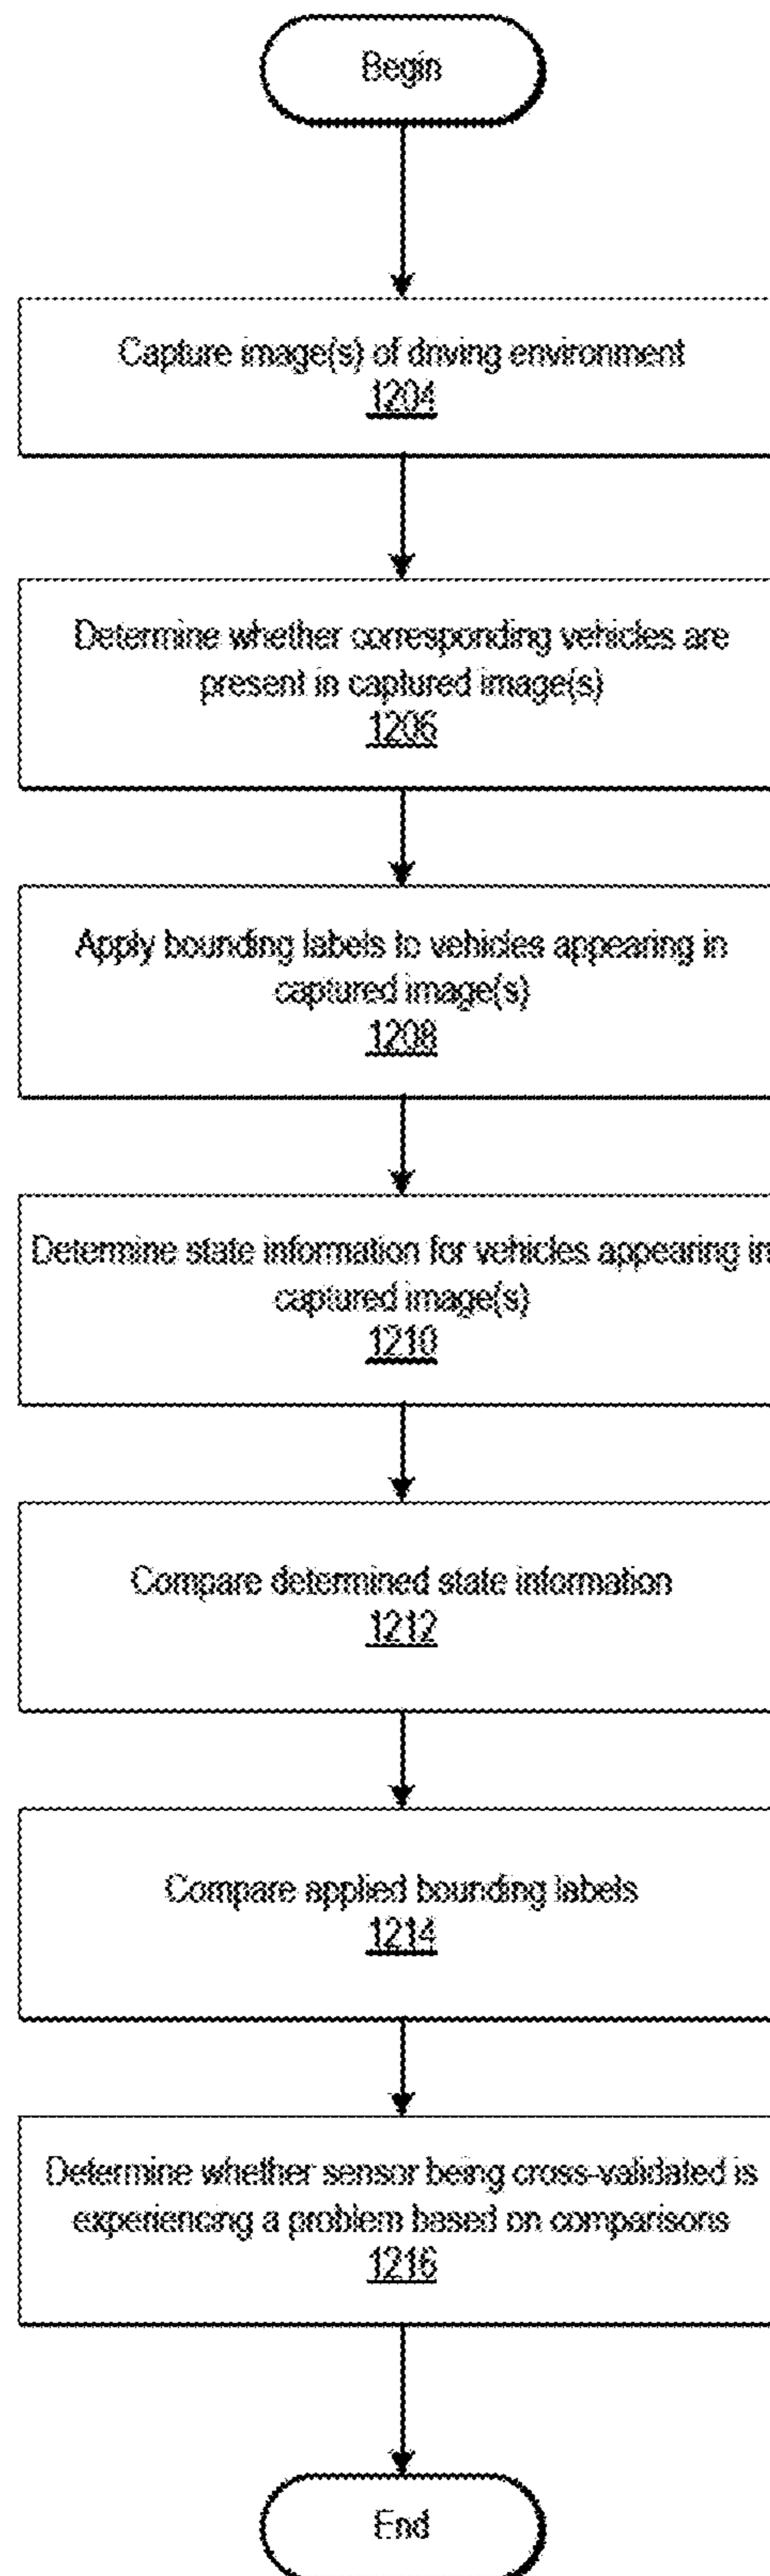 Begin
Capture image(s) of driving environment
1204
Determine whether corresponding vehicles are
present in captured image(s)
1206
Apply bounding labels to vehicles appearing in
captured image(s)
1208
Determine state information for vehicles appearing in
captured image(s)
1210
Compare determined state information
1212
Compare applied bounding labels
1214
Determine whether sensor being cross-validated is
experiencing a problem based on comparisons
1216
End